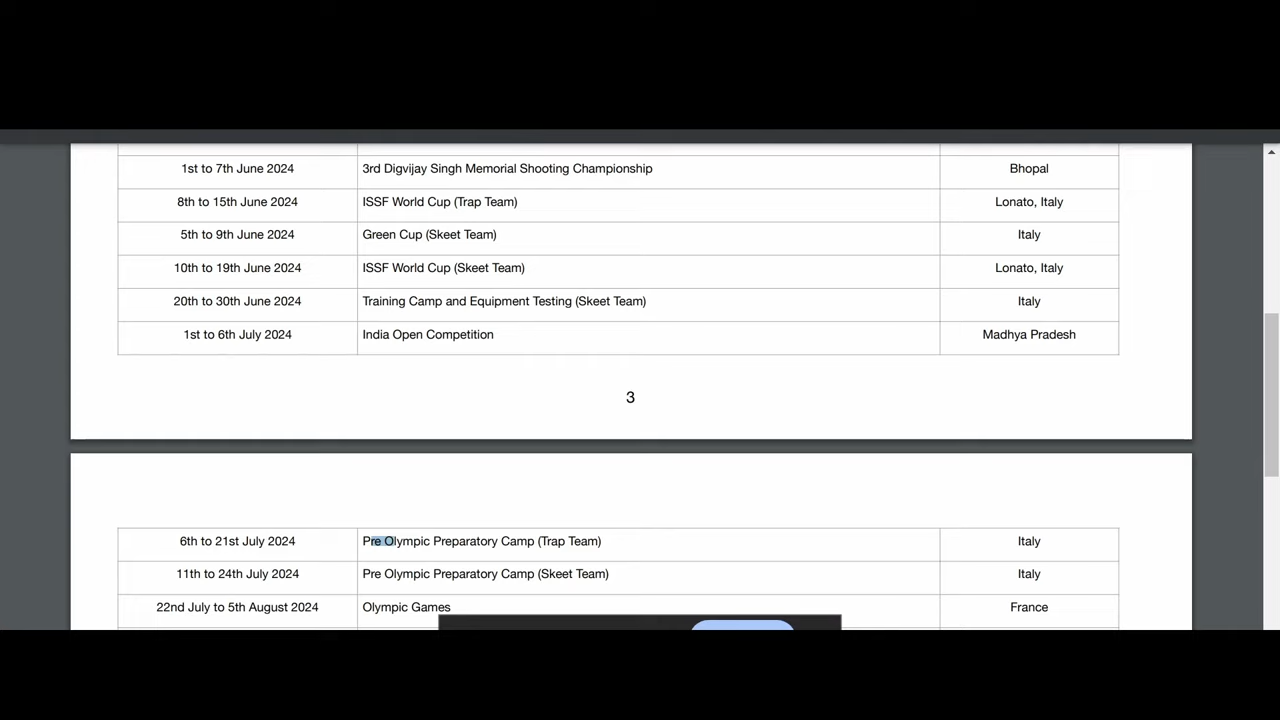 1st to 7th June 2024 3rd Digvijay Singh Memorial Shooting Championship Bhopal
8th to 15th June 2024 ISSF World Cup (Trap Team) Lonato, Italy
5th to 9th June 2024 Green Cup (Skeet Team) Italy
10th to 19th June 2024 ISSF World Cup (Skeet Team) Lonato, Italy
20th to 30th June 2024 Training Camp and Equipment Testing (Skeet Team) Italy
1st to 6th July 2024 India Open Competition Madhya Pradesh
3
6th to 21st July 2024 Pre Olympic Preparatory Camp (Trap Team) Italy
11th to 24th July 2024 Pre Olympic Preparatory Camp (Skeet Team) Italy
22nd July to 5th August 2024 Olympic Games France